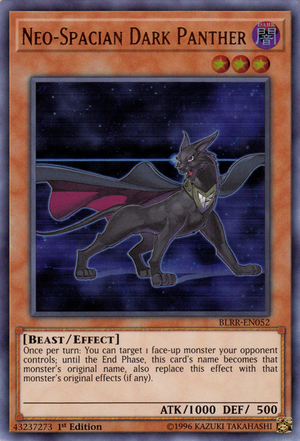 Neo-Spacian Dark Panther
DARK
闇
BLRR-EN052
[Beast/Effect]
Once per turn: You can target 1 face-up monster your opponent
controls; until the End Phase, this card's name becomes that
monster's original name, also replace this effect with that
monster's original effects (if any).
ATK/1000 DEF/ 500
43237273 1st Edition ©1996 KAZUKI TAKAHASHI